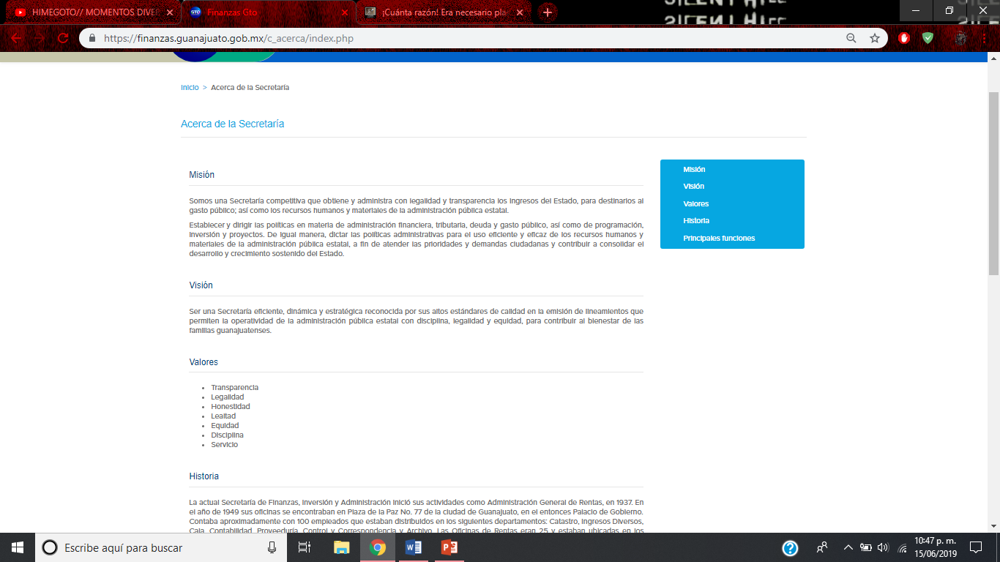 SILENT HILL
HIMEGOTO// MOMENTOS DIVER
Finanzas Gto
¡Cuánta razón! Era necesario pla
https://finanzas.guanajuato.gob.mx/c_acerca/index.php
Inicio > Acerca de la Secretaría
Acerca de la Secretaría
Misión
Somos una Secretaría competitiva que obtiene y administra con legalidad y transparencia los ingresos del Estado, para destinarlos al
gasto público; así como los recursos humanos y materiales de la administración pública estatal.
Establecer y dirigir las políticas en materia de administración financiera, tributaria, deuda y gasto público, así como de programación,
inversión y proyectos. De igual manera, dictar las políticas administrativas para el uso eficiente y eficaz de los recursos humanos y
materiales de la administración pública estatal, a fin de atender las prioridades y demandas ciudadanas y contribuir a consolidar el
desarrollo y crecimiento sostenido del Estado.
Visión
Ser una Secretaría eficiente, dinámica y estratégica reconocida por sus altos estándares de calidad en la emisión de lineamientos que
permiten la operatividad de la administración pública estatal con disciplina, legalidad y equidad, para contribuir al bienestar de las
familias guanajuatenses.
Valores
Transparencia
Legalidad
Honestidad
Lealtad
Equidad
Disciplina
Servicio
Historia
La actual Secretaría de Finanzas, Inversión y Administración inició sus actividades como Administración General de Rentas, en 1937. En
el año de 1949 sus oficinas se encontraban en Plaza de la Paz No. 77 de la ciudad de Guanajuato, en el entonces Palacio de Gobierno.
Contaba aproximadamente con 100 empleados que estaban distribuidos en los siguientes departamentos: Catastro, Ingresos Diversos,
Caja, Contabilidad, Proveeduría, Control y Correspondencia y Archivo. Las Oficinas de Rentas eran 25 y estaban ubicadas en los
Misión
Visión
Valores
Historia
Principales funciones
Escribe aquí para buscar
10:47 p. m.
15/06/2019